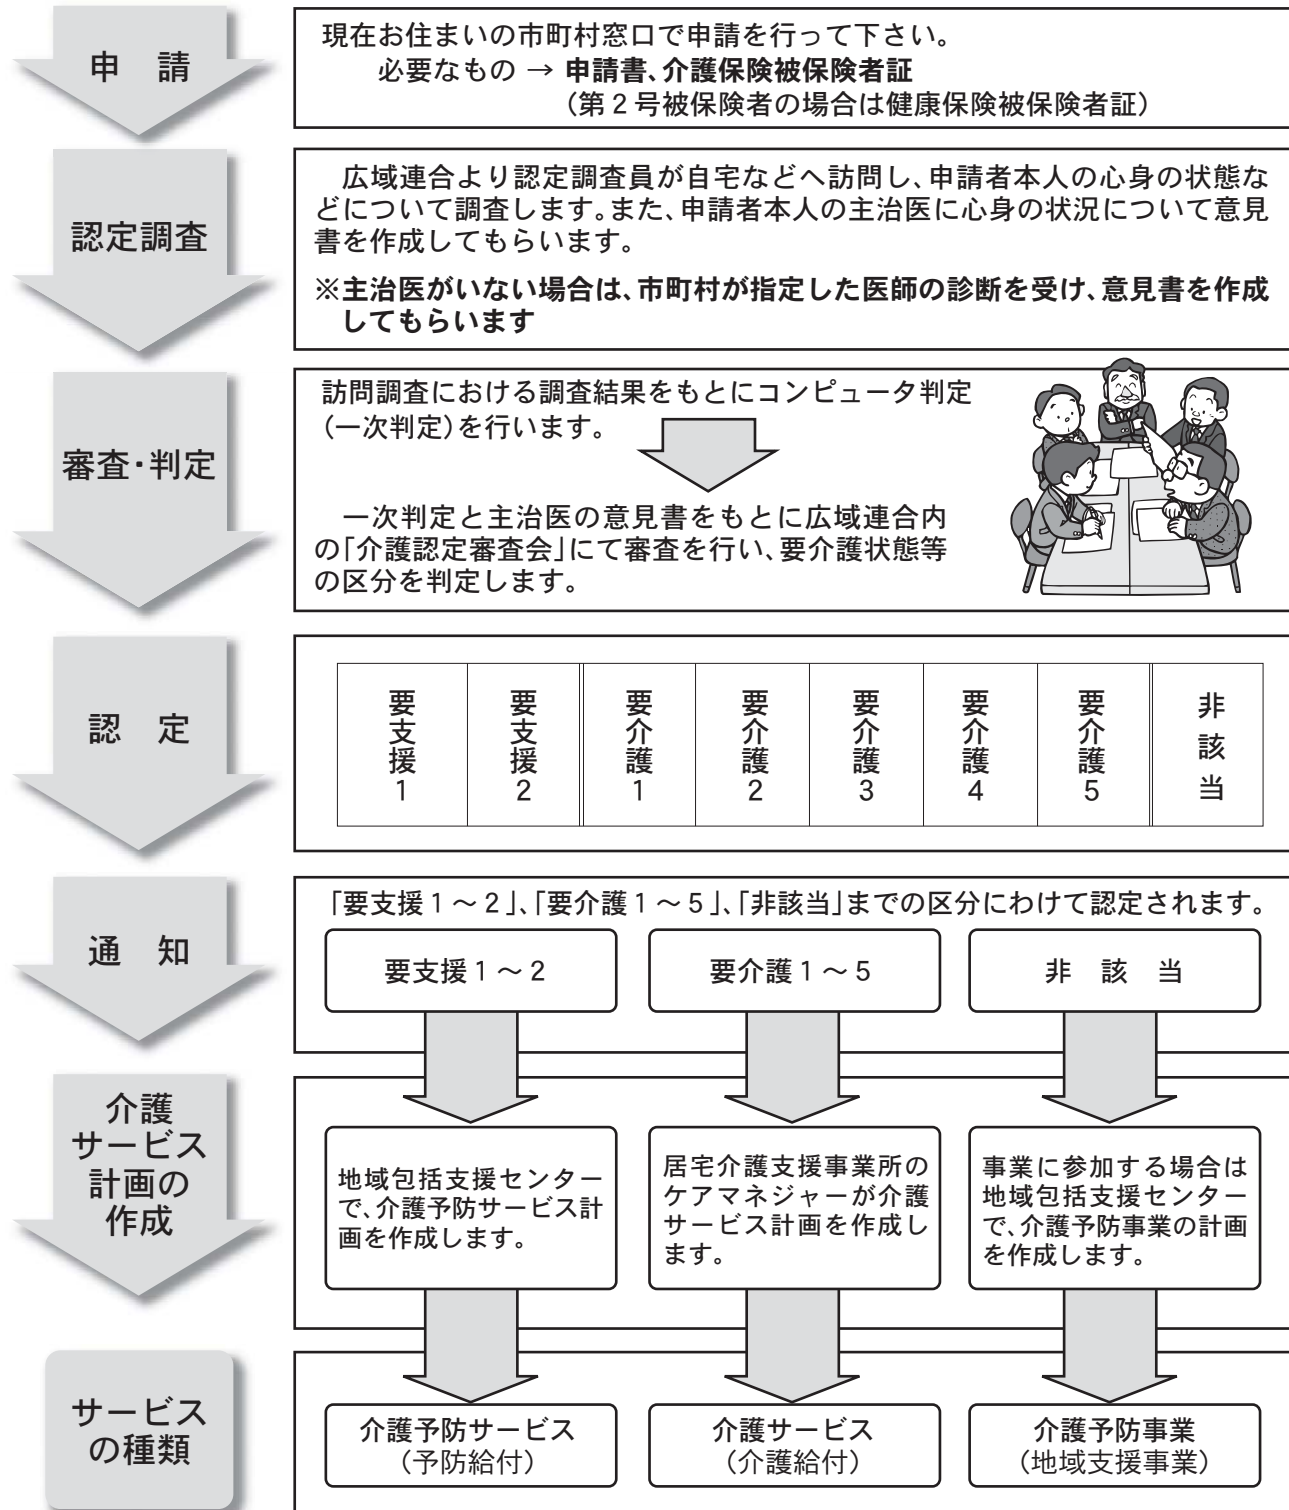 申　請
現在お住まいの市町村窓口で申請を行って下さい。
必要なもの → 申請書、介護保険被保険者証
（第２号被保険者の場合は健康保険被保険者証）
認定調査
広域連合より認定調査員が自宅などへ訪問し、申請者本人の心身の状態な
どについて調査します。また、申請者本人の主治医に心身の状況について意見
書を作成してもらいます。
※主治医がいない場合は、市町村が指定した医師の診断を受け、意見書を作成
してもらいます
審査・判定
訪問調査における調査結果をもとにコンピュータ判定
（一次判定）を行います。
一次判定と主治医の意見書をもとに広域連合内
の「介護認定審査会」にて審査を行い、要介護状態等
の区分を判定します。
認　定
要支援１
要支援２
要介護１
要介護２
要介護３
要介護４
要介護５
非該当
通　知
「要支援１～２」、「要介護１～５」、「非該当」までの区分にわけて認定されます。
要支援１～２
要介護１～５
非　該　当
介護
サービス
計画の
作成
地域包括支援センター
で、介護予防サービス計
画を作成します。
居宅介護支援事業所の
ケアマネジャーが介護
サービス計画を作成し
ます。
事業に参加する場合は
地域包括支援センター
で、介護予防事業の計画
を作成します。
サービス
の種類
介護予防サービス
（予防給付）
介護サービス
（介護給付）
介護予防事業
（地域支援事業）